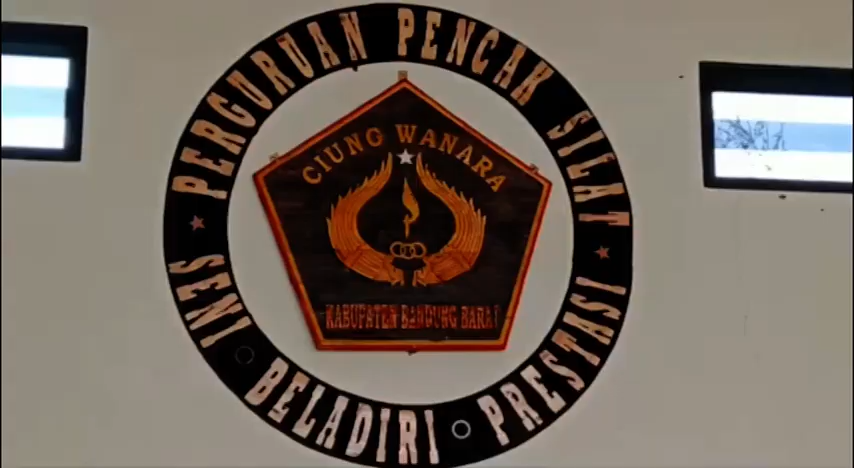 PERGURUAN PENCAK SILAT
CIUNG WANARA
KABUPATEN BANDUNG BARAT
SENI BELADIRI PRESTASI